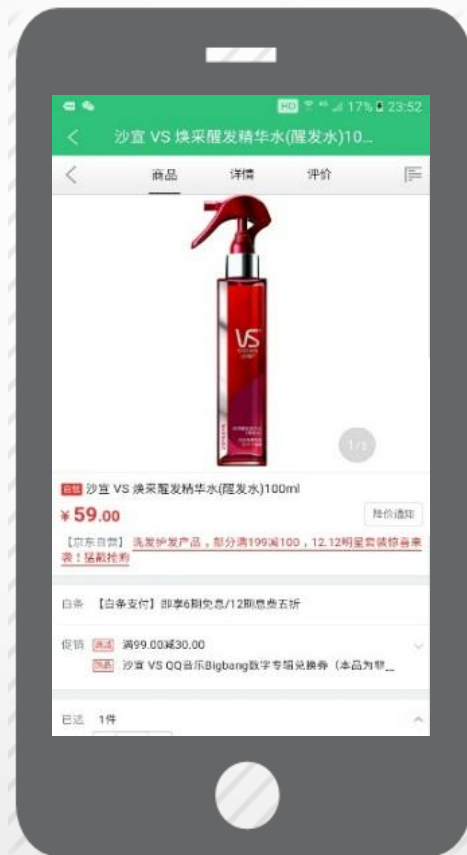 HD 4G 17% 23:52
沙宣 VS 焕采醒发精华水(醒发水)10...
商品 详情 评价
VS
1/5
自营 沙宣 VS 焕采醒发精华水(醒发水)100ml
¥59.00
降价通知
【京东自营】洗发护发产品，部分满199减100，12.12明星套装惊喜来
袭！猛戳抢购
白条 【白条支付】即享6期免息/12期息费五折
促销 满减 满99.00减30.00
赠品 沙宣 VS QQ音乐Bigbang数字专辑兑换券（本品为非...
已选 1件